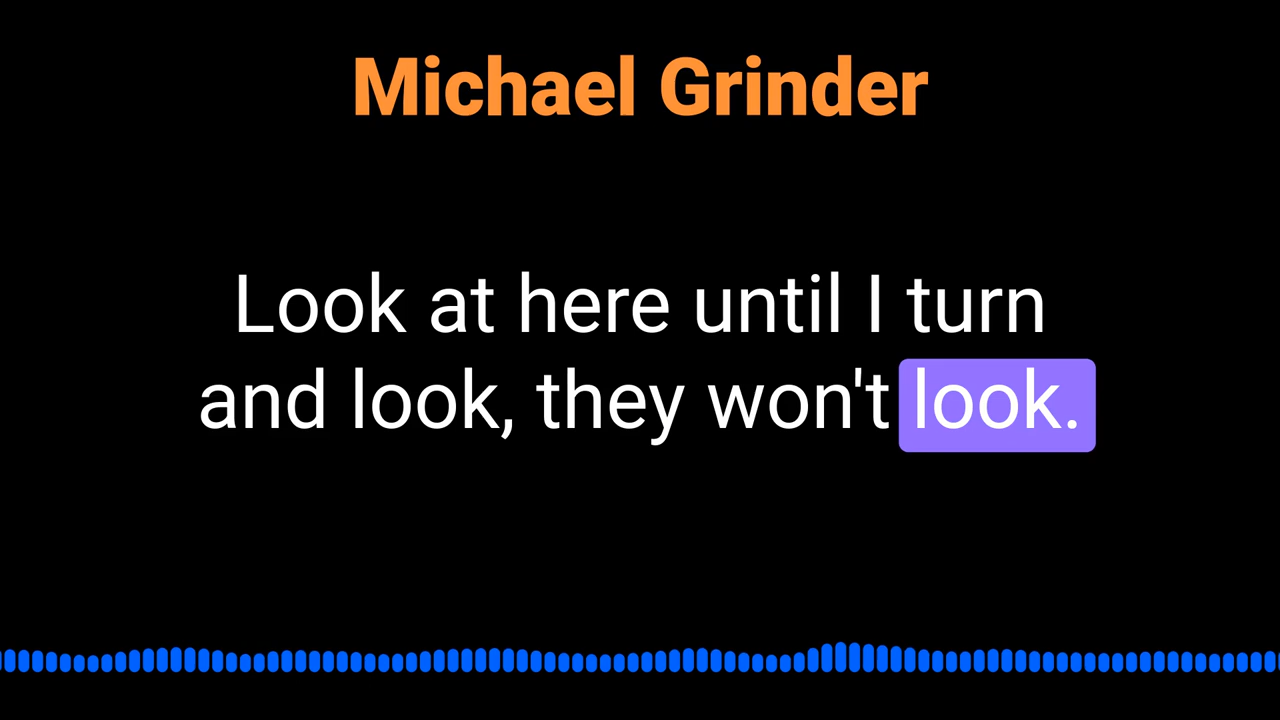 Michael Grinder
Look at here until I turn
and look, they won't look.